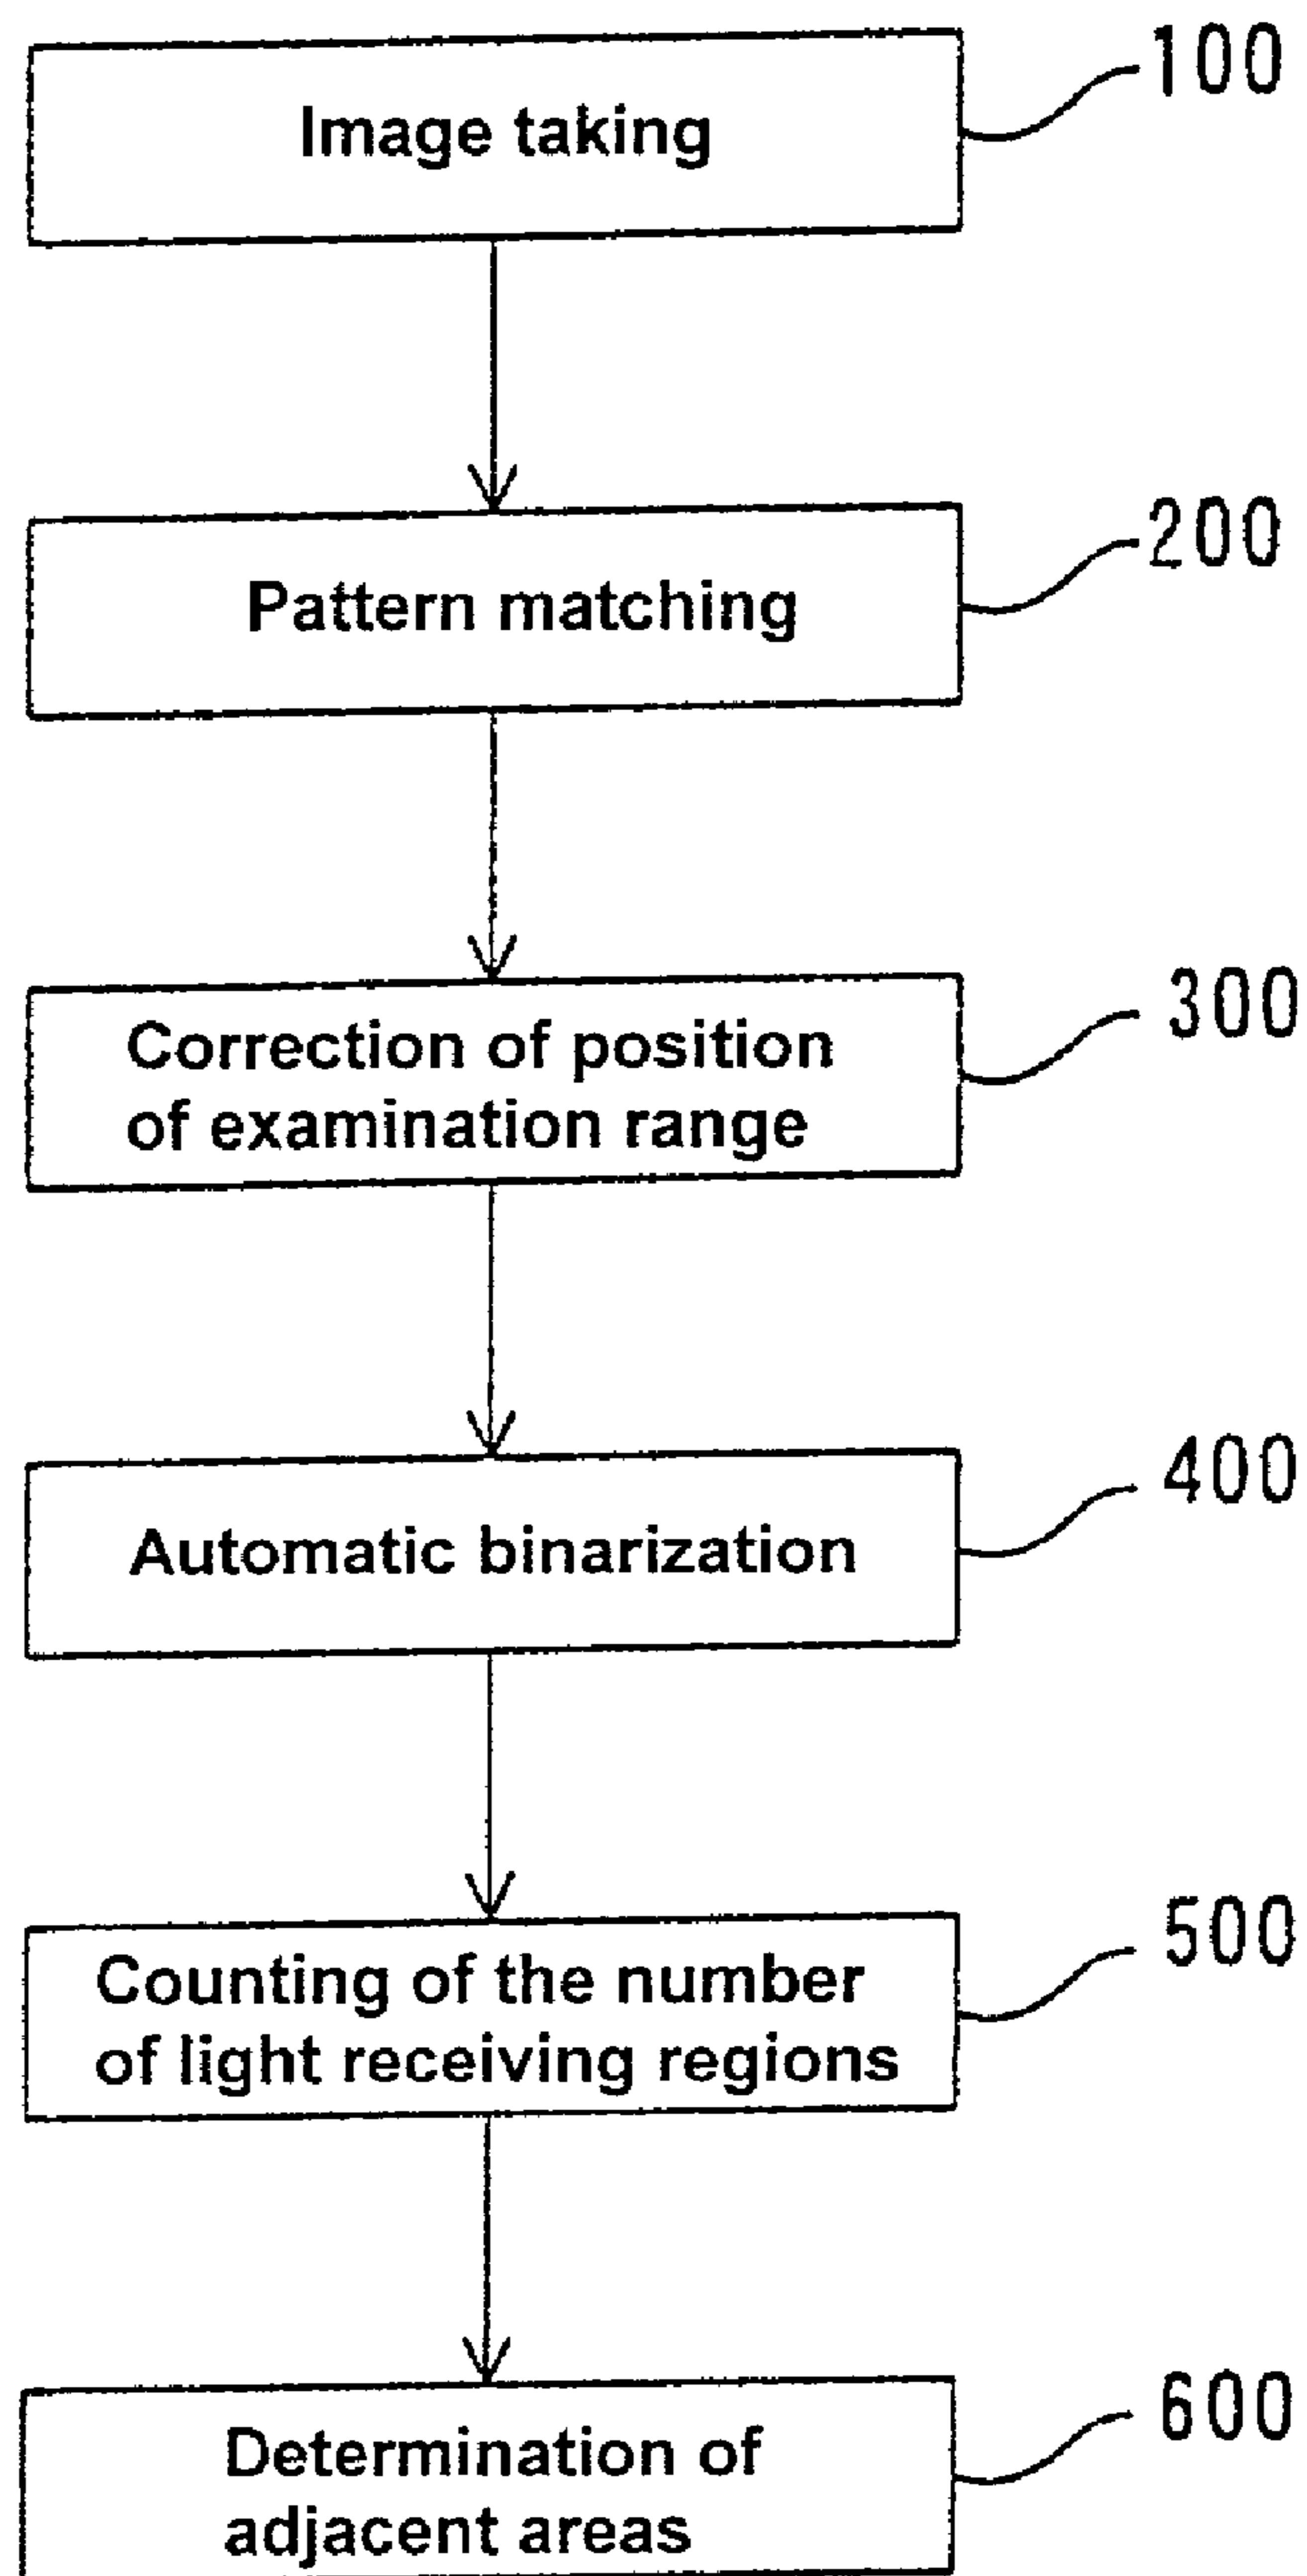 Image taking
100
Pattern matching
200
Correction of position
of examination range
300
Automatic binarization
400
Counting of the number
of light receiving regions
500
Determination of
adjacent areas
600